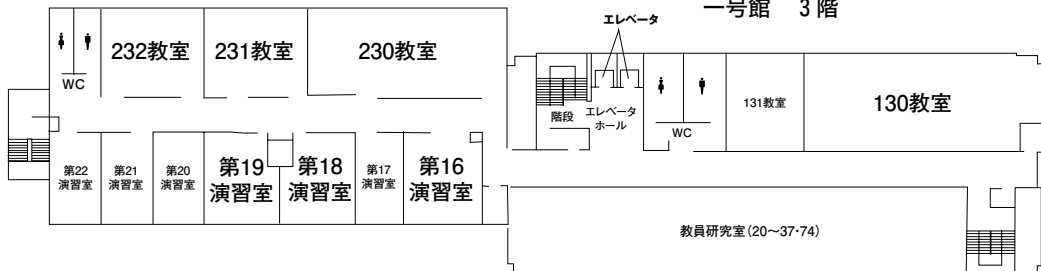 一号館 3階
エレベータ
232教室
231教室
230教室
WC
階段
エレベータ
ホール
WC
131教室
130教室
第22
演習室
第21
演習室
第20
演習室
第19
演習室
第18
演習室
第17
演習室
第16
演習室
教員研究室(20〜37・74)